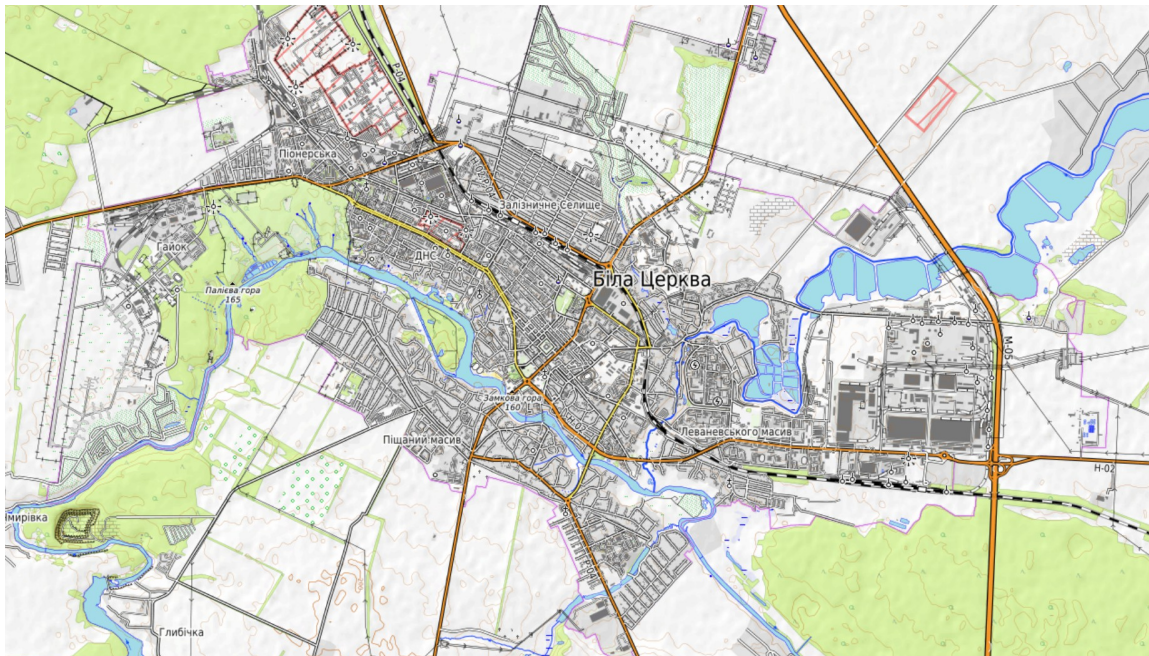 Р-04
Піонерська
Залізничне Селище
Гайок
ДНС
Біла Церква
Палієва гора
165
М-05
Замкова гора
160
Леваневського масив
Піщаний масив
Н-02
Р-04
Глибічка